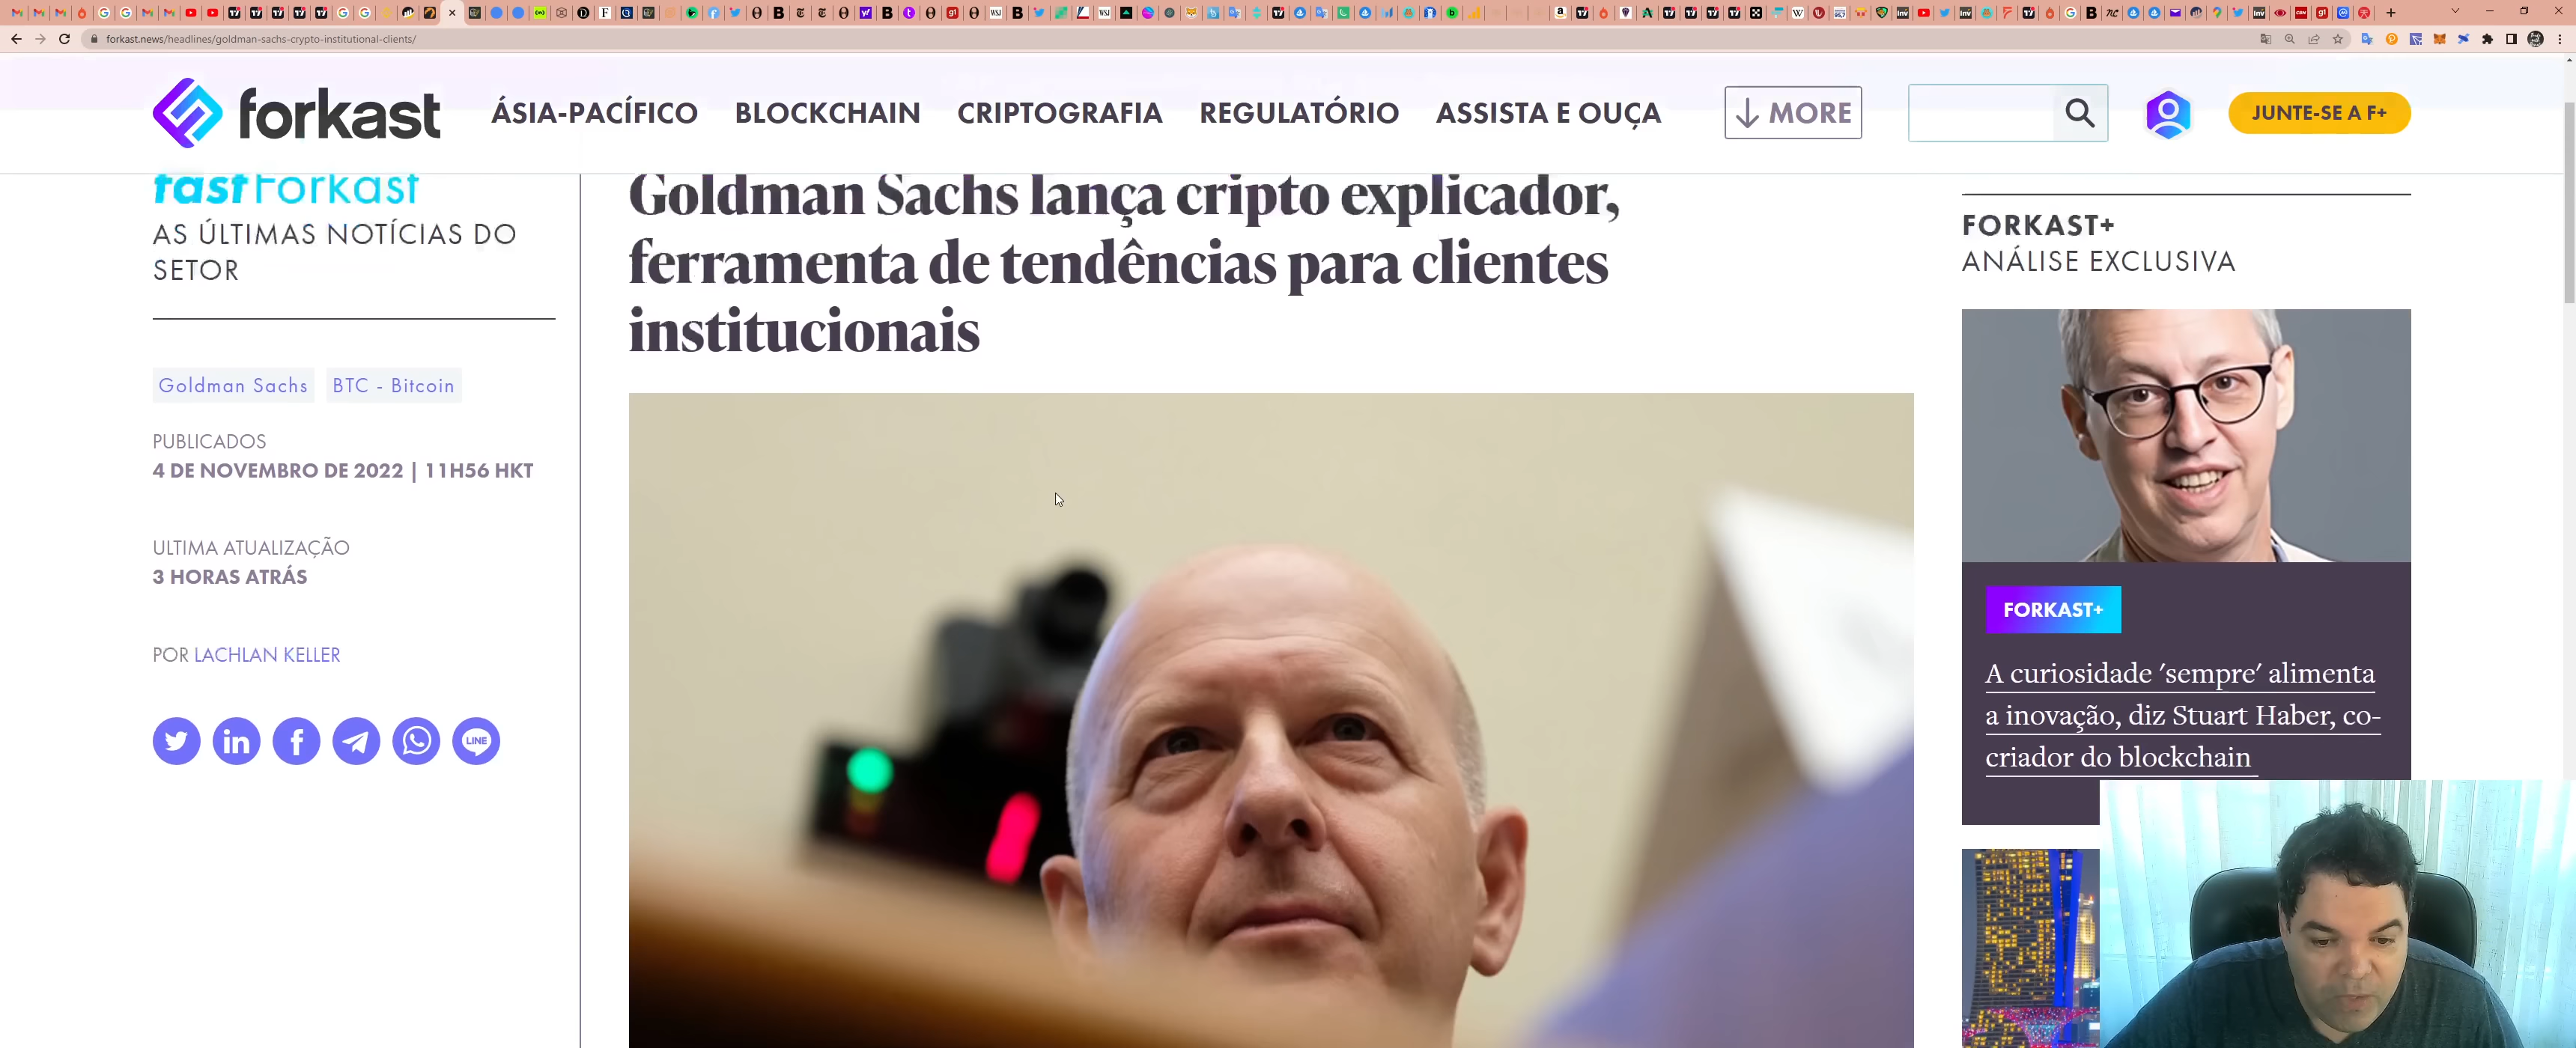 forkast.news/headlines/goldman-sachs-crypto-institutional-clients/
forkast
ÁSIA-PACÍFICO
BLOCKCHAIN
CRIPTOGRAFIA
REGULATÓRIO
ASSISTA E OUÇA
MORE
JUNTE-SE A F+
fastForkast
AS ÚLTIMAS NOTÍCIAS DO
SETOR
Goldman Sachs
BTC - Bitcoin
PUBLICADOS
4 DE NOVEMBRO DE 2022 | 11H56 HKT
ULTIMA ATUALIZAÇÃO
3 HORAS ATRÁS
POR LACHLAN KELLER
LINE
Goldman Sachs lança cripto explicador,
ferramenta de tendências para clientes
institucionais
FORKAST+
ANÁLISE EXCLUSIVA
FORKAST+
A curiosidade 'sempre' alimenta
a inovação, diz Stuart Haber, co-
criador do blockchain